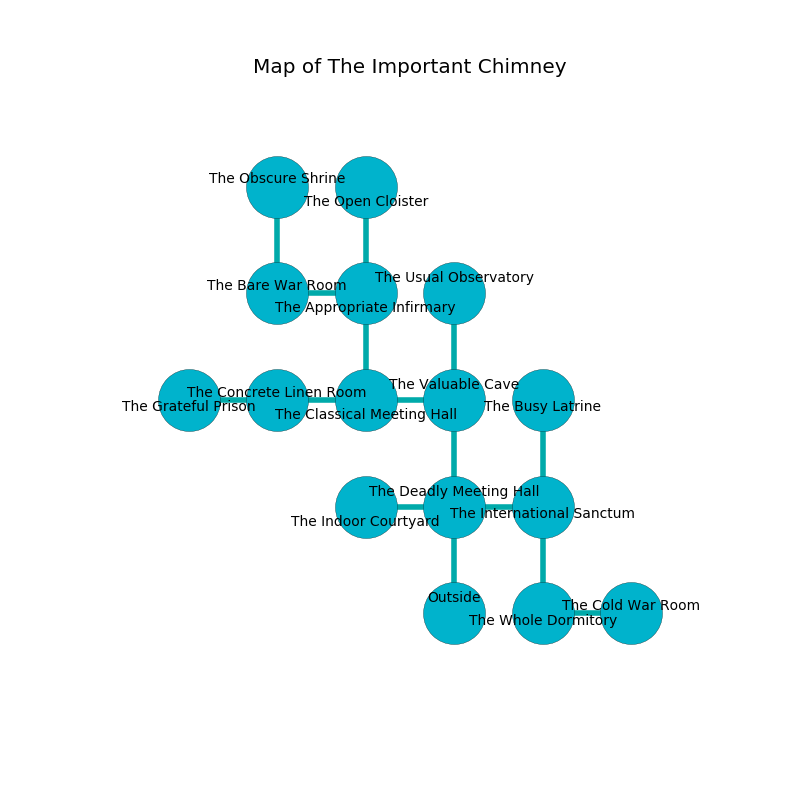 Map of The Important Chimney
The Obscure Shrine
The Open Cloister
The Usual Observatory
The Bare War Room
The Appropriate Infirmary
The Valuable Cave
The Concrete Linen Room
The Grateful Prison
The Busy Latrine
The Classical Meeting Hall
The Deadly Meeting Hall
The International Sanctum
The Indoor Courtyard
Outside
The Cold War Room
The Whole Dormitory